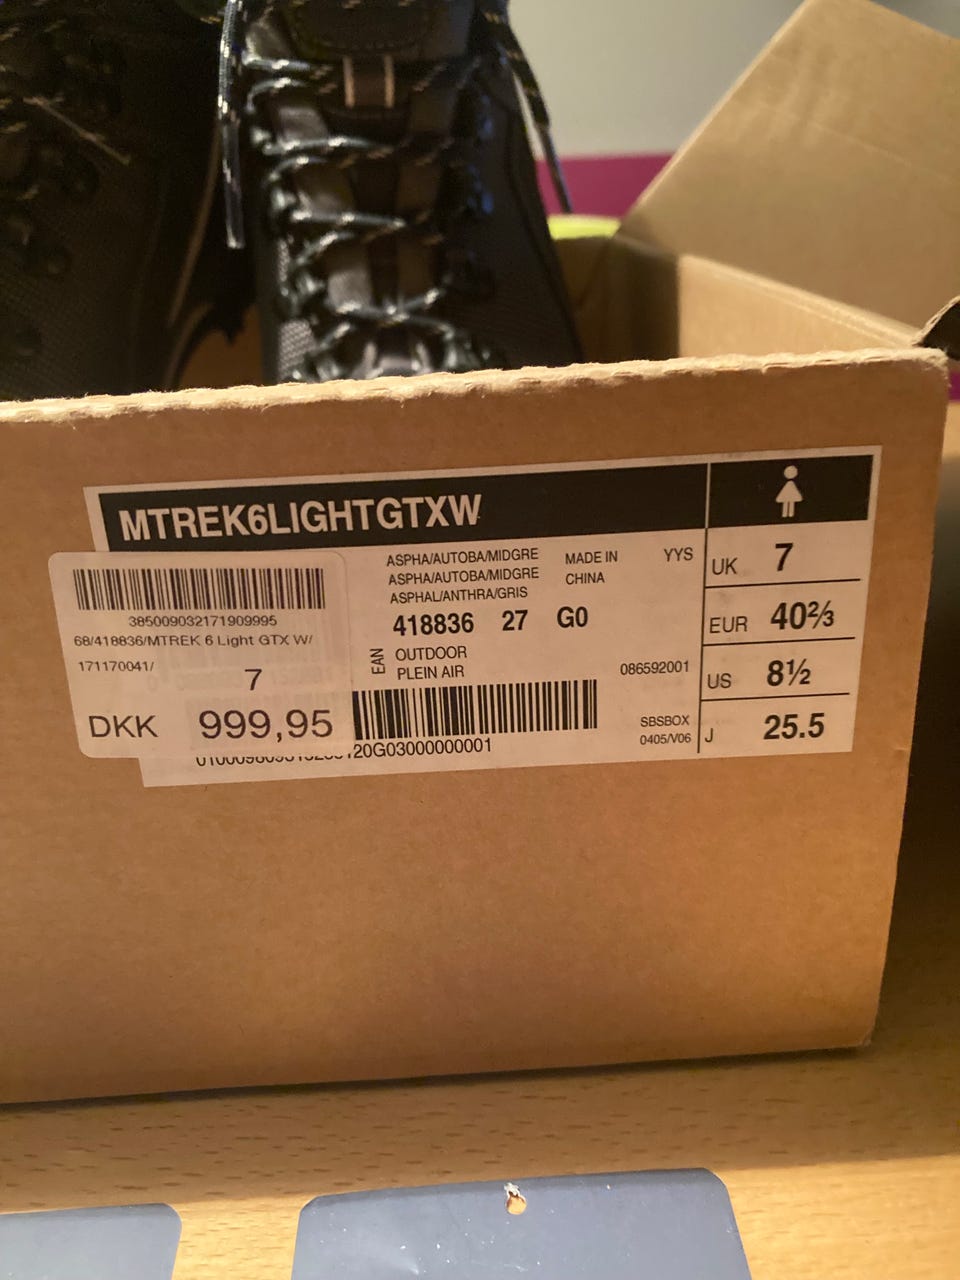 MTREK6LIGHTGTXW
ASPHA/AUTOBA/MIDGRE
ASPHA/AUTOBA/MIDGRE
ASPHAL/ANTHRA/GRIS
MADE IN
CHINA
YYS
418836 27 G0
EAN
OUTDOOR
PLEIN AIR
086592001
SBSBOX
0405/V06
20G03000000001
UK 7
EUR 40⅔
US 8½
J 25.5
385009032171909995
68/418836/MTREK 6 Light GTX W/
171170041/
7
DKK 999,95